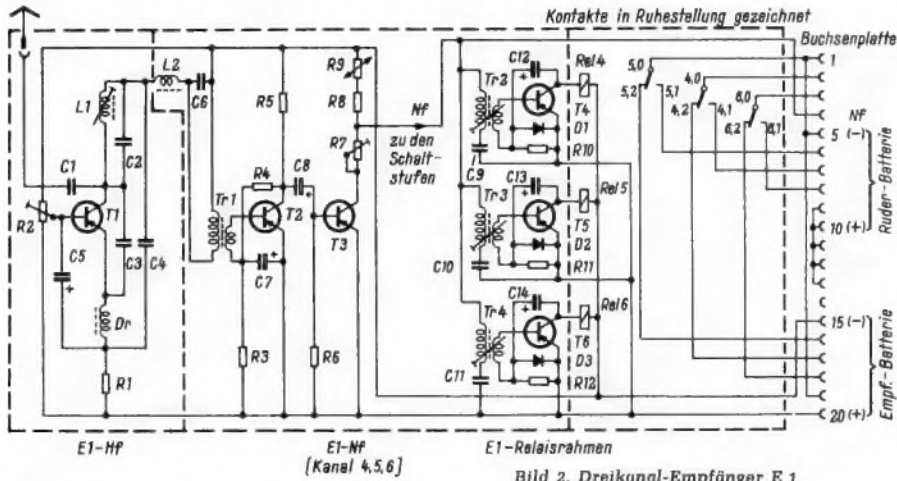 Kontakte in Ruhestellung gezeichnet
Buchsenplatte
L2
C6
L1
C2
C1
R2
T1
C5
C3
C4
Dr
R1
Tr1
R4
R5
C8
T2
C7
R3
R6
R9
R8
R7
T3
Nf
zu den
Schalt-
stufen
C12
Rel4
Tr2
T4
D1
R10
C9
C13
Tr3
Rel5
T5
D2
R11
C10
C14
Tr4
Rel6
T6
D3
R12
C11
5,0
5,2
5,1
4,0
4,2
4,1
6,0
6,2
6,1
1
Nf
5 (−)
10 (+)
Ruder-Batterie
15 (−)
20 (+)
Empf.-Batterie
E1-Hf
E1-Nf
[Kanal 4,5,6]
E1-Relaisrahmen
Bild 2. Dreikanal-Empfänger E 1